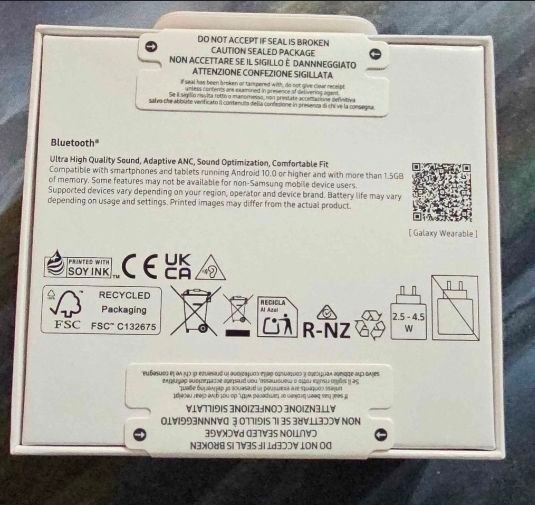 DO NOT ACCEPT IF SEAL IS BROKEN
CAUTION SEALED PACKAGE
NON ACCETTARE SE IL SIGILLO È DANNNEGGIATO
ATTENZIONE CONFEZIONE SIGILLATA
If seal has been broken or tampered with, do not give clear receipt
unless contents are examined in presence of delivering agent.
Se il sigillo risulta rotto o manomesso, non prestate accettazione definitiva
salvo che abbiate verificato il contenuto della confezione in presenza di chi ve la consegna.
Bluetooth®
Ultra High Quality Sound, Adaptive ANC, Sound Optimization, Comfortable Fit
Compatible with smartphones and tablets running Android 10.0 or higher and with more than 1.5GB
of memory. Some features may not be available for non-Samsung mobile device users.
Supported devices vary depending on your region, operator and device brand. Battery life may vary
depending on usage and settings. Printed images may differ from the actual product.
[ Galaxy Wearable ]
PRINTED WITH
SOY INK™
CE
UK
CA
RECYCLED
Packaging
FSC
FSC™ C132675
RECICLA
Al Azul
R-NZ
2.5 - 4.5
W
DO NOT ACCEPT IF SEAL IS BROKEN
CAUTION SEALED PACKAGE
NON ACCETTARE SE IL SIGILLO È DANNNEGGIATO
ATTENZIONE CONFEZIONE SIGILLATA
If seal has been broken or tampered with, do not give clear receipt
unless contents are examined in presence of delivering agent.
Se il sigillo risulta rotto o manomesso, non prestate accettazione definitiva
salvo che abbiate verificato il contenuto della confezione in presenza di chi ve la consegna.